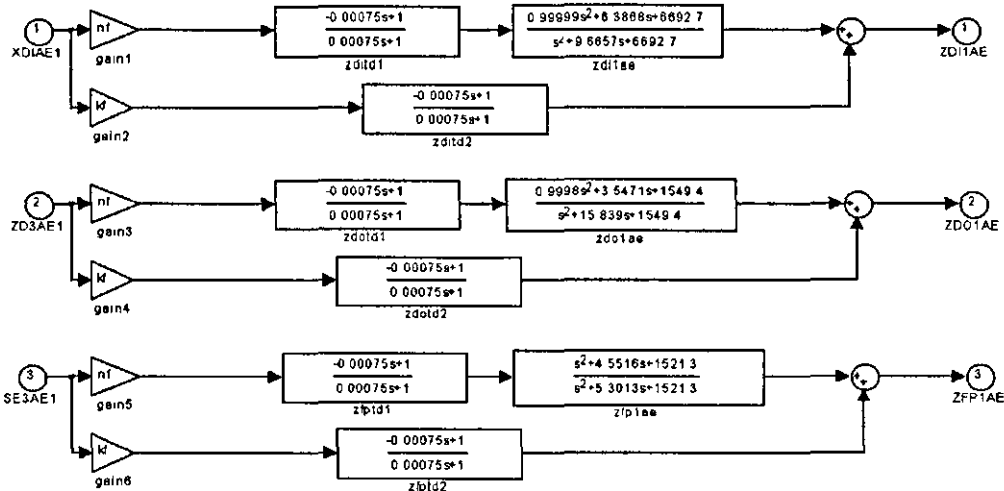 1
XDIAE1
nf
gain1
-0 00075s+1
0 00075s+1
zditd1
0 99999s²+6 3868s+6692 7
s²+9 6657s+6692 7
zdi1ae
1
ZDI1AE
kf
gain2
-0 00075s+1
0 00075s+1
zditd2
2
ZD3AE1
nf
gain3
-0 00075s+1
0 00075s+1
zdotd1
0 9998s²+3 5471s+1549 4
s²+15 839s+1549 4
zdo1ae
2
ZDO1AE
kf
gain4
-0 00075s+1
0 00075s+1
zdotd2
3
SE3AE1
nf
gain5
-0 00075s+1
0 00075s+1
zfptd1
s²+4 5516s+1521 3
s²+5 3013s+1521 3
zfp1ae
3
ZFP1AE
kf
gain6
-0 00075s+1
0 00075s+1
zfptd2